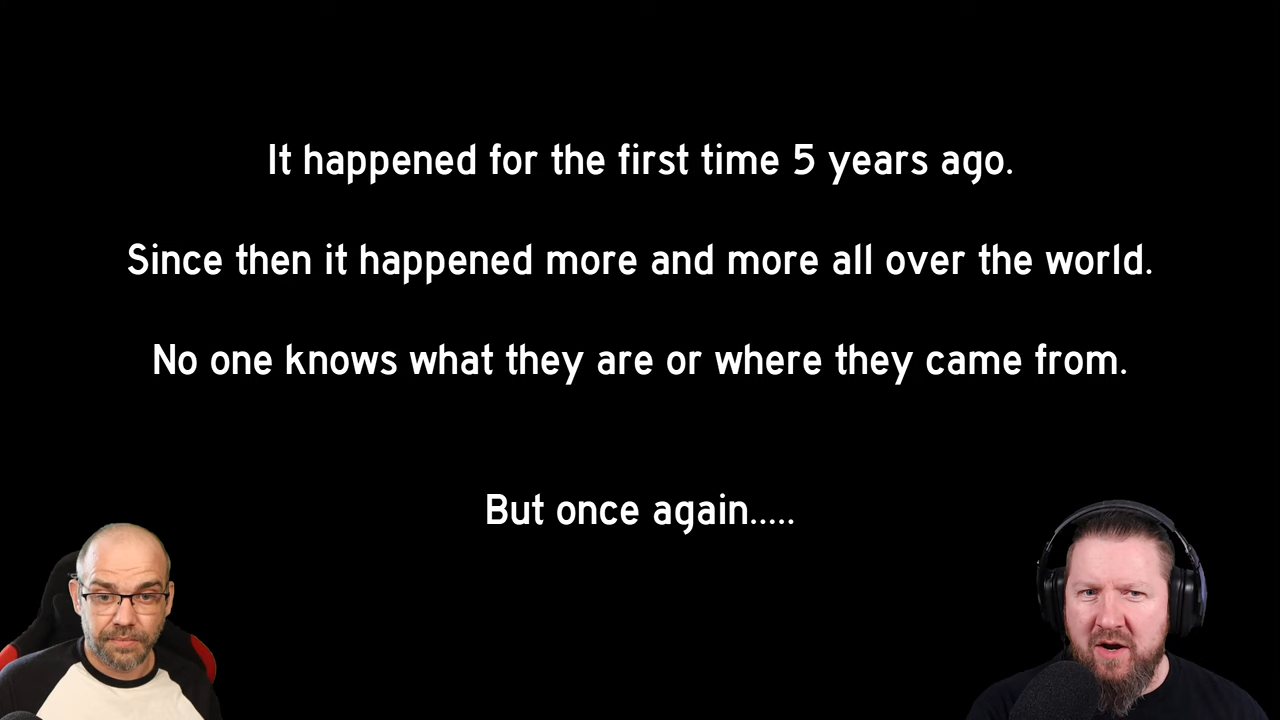 It happened for the first time 5 years ago.
Since then it happened more and more all over the world.
No one knows what they are or where they came from.
But once again.....